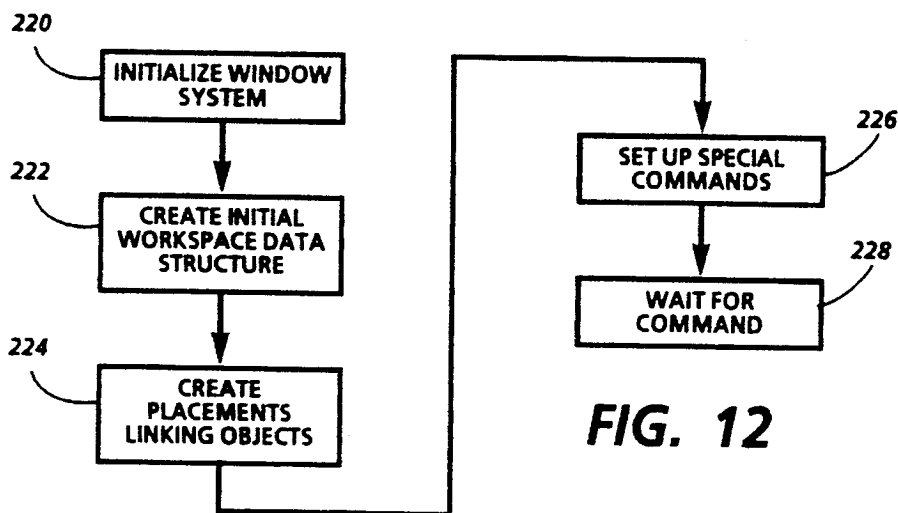 220
INITIALIZE WINDOW
SYSTEM
222
CREATE INITIAL
WORKSPACE DATA
STRUCTURE
224
CREATE
PLACEMENTS
LINKING OBJECTS
226
SET UP SPECIAL
COMMANDS
228
WAIT FOR
COMMAND
FIG. 12